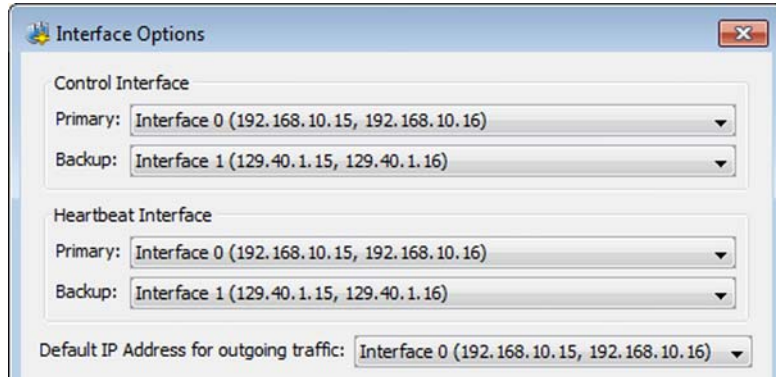 Interface Options
Control Interface
Primary: Interface 0 (192.168.10.15, 192.168.10.16)
Backup: Interface 1 (129.40.1.15, 129.40.1.16)
Heartbeat Interface
Primary: Interface 0 (192.168.10.15, 192.168.10.16)
Backup: Interface 1 (129.40.1.15, 129.40.1.16)
Default IP Address for outgoing traffic: Interface 0 (192.168.10.15, 192.168.10.16)